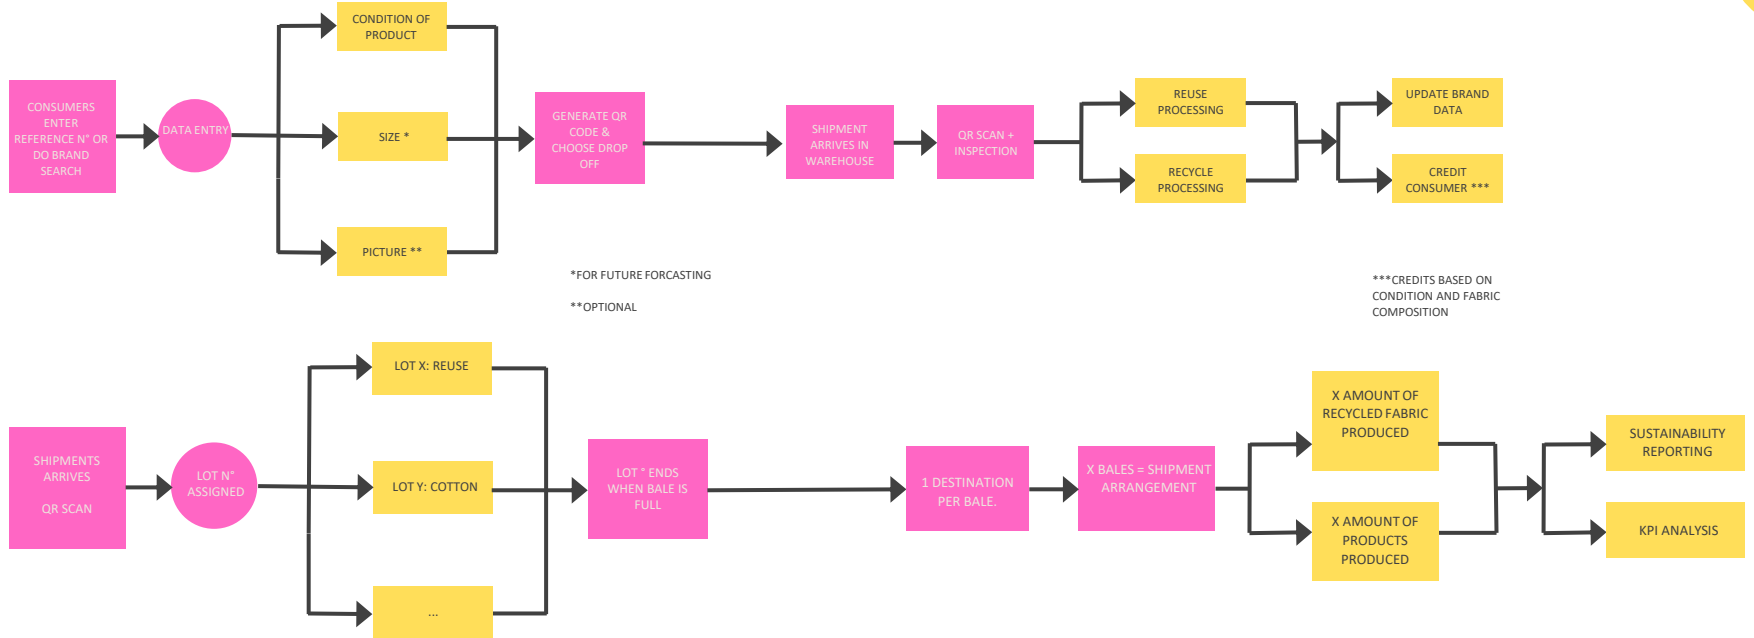 CONDITION OF
PRODUCT
CONSUMERS
ENTER
REFERENCE N° OR
DO BRAND
SEARCH
DATA ENTRY
SIZE *
PICTURE **
GENERATE QR
CODE &
CHOOSE DROP
OFF
SHIPMENT
ARRIVES IN
WAREHOUSE
QR SCAN +
INSPECTION
REUSE
PROCESSING
RECYCLE
PROCESSING
UPDATE BRAND
DATA
CREDIT
CONSUMER ***
*FOR FUTURE FORCASTING
**OPTIONAL
***CREDITS BASED ON
CONDITION AND FABRIC
COMPOSITION
SHIPMENTS
ARRIVES
QR SCAN
LOT N°
ASSIGNED
LOT X: REUSE
LOT Y: COTTON
...
LOT ° ENDS
WHEN BALE IS
FULL
1 DESTINATION
PER BALE.
X BALES = SHIPMENT
ARRANGEMENT
X AMOUNT OF
RECYCLED FABRIC
PRODUCED
X AMOUNT OF
PRODUCTS
PRODUCED
SUSTAINABILITY
REPORTING
KPI ANALYSIS